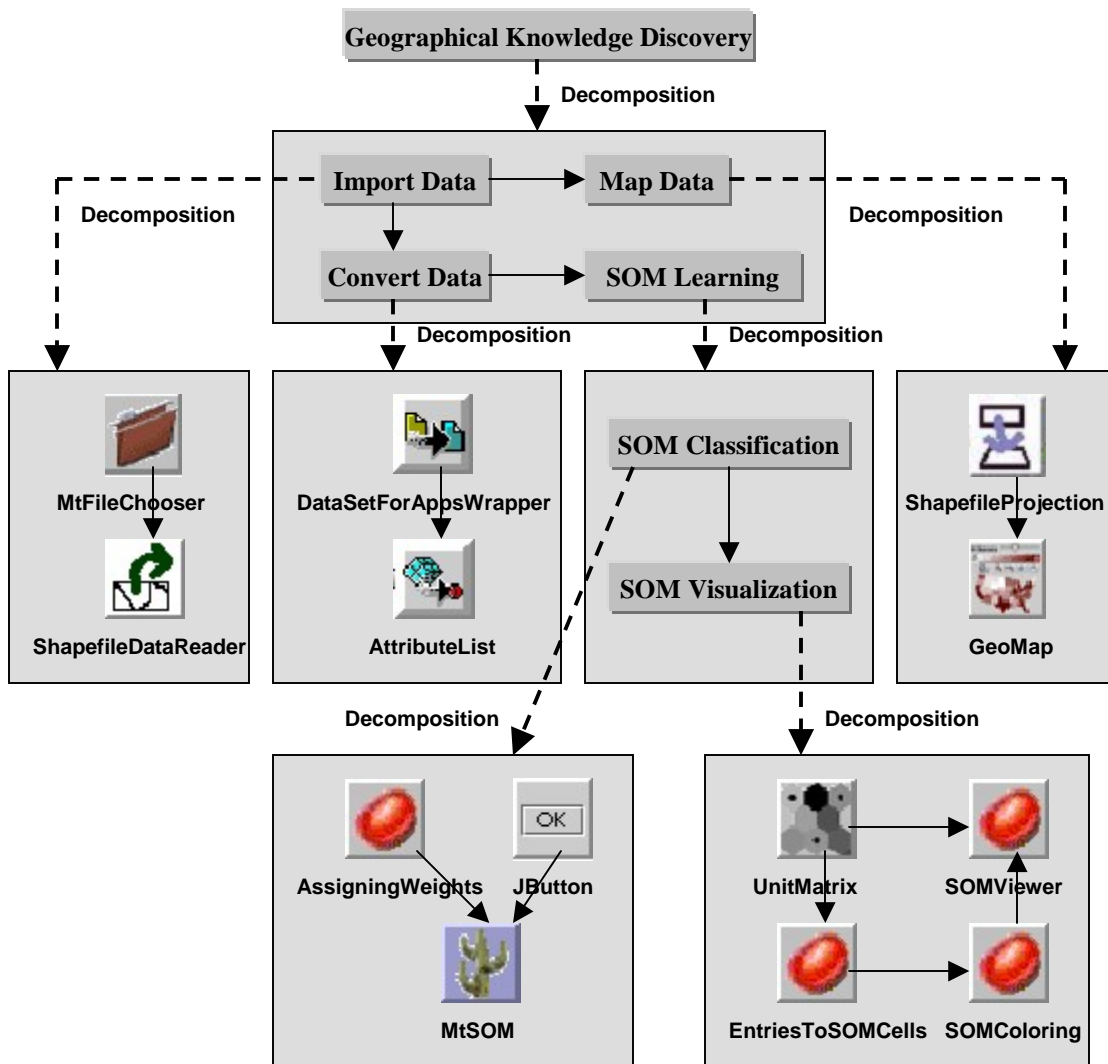 Geographical Knowledge Discovery
Decomposition
Import Data
Map Data
Decomposition
Decomposition
Convert Data
SOM Learning
Decomposition
Decomposition
MtFileChooser
ShapefileDataReader
DataSetForAppsWrapper
AttributeList
SOM Classification
SOM Visualization
ShapefileProjection
GeoMap
Decomposition
Decomposition
OK
AssigningWeights
JButton
MtSOM
UnitMatrix
SOMViewer
EntriesToSOMCells
SOMColoring